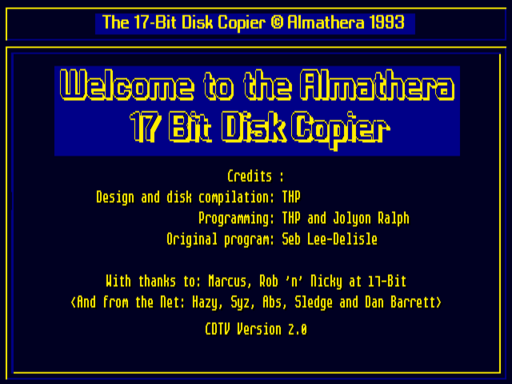 The 17-Bit Disk Copier © Almathera 1993
Welcome to the Almathera
17 Bit Disk Copier
Credits :
Design and disk compilation: THP
Programming: THP and Jolyon Ralph
Original program: Seb Lee-Delisle
With thanks to: Marcus, Rob 'n' Nicky at 17-Bit
<And from the Net: Hazy, Syz, Abs, Sledge and Dan Barrett>
CDTV Version 2.0